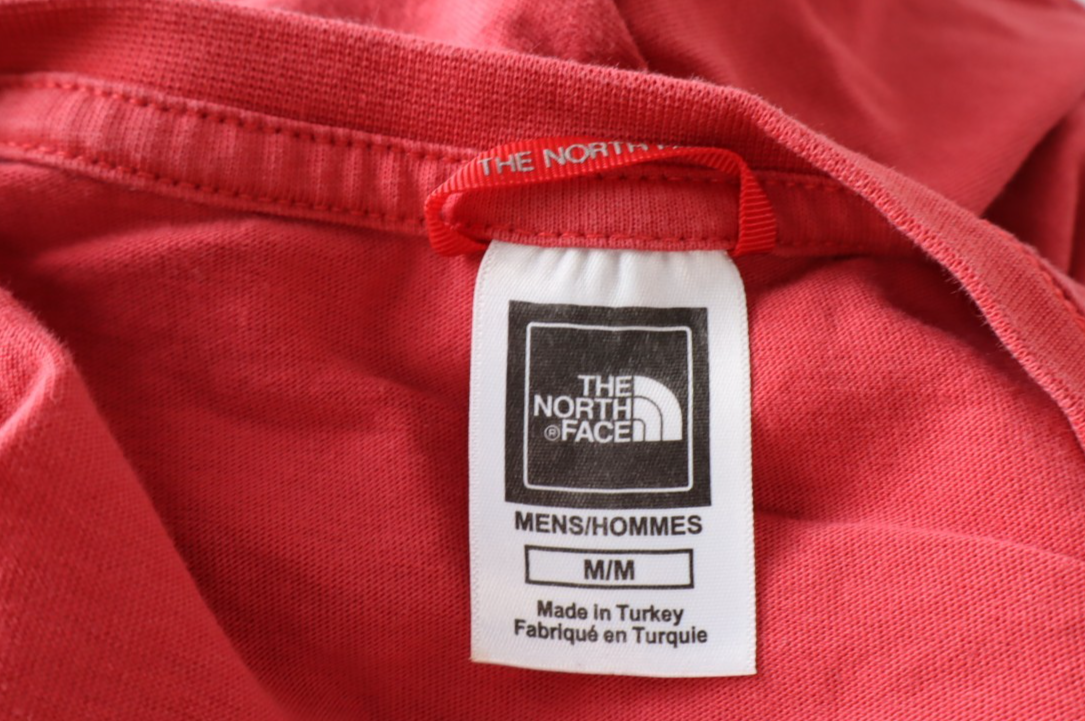 THE NORTH
THE
NORTH
®FACE
MENS/HOMMES
M/M
Made in Turkey
Fabriqué en Turquie